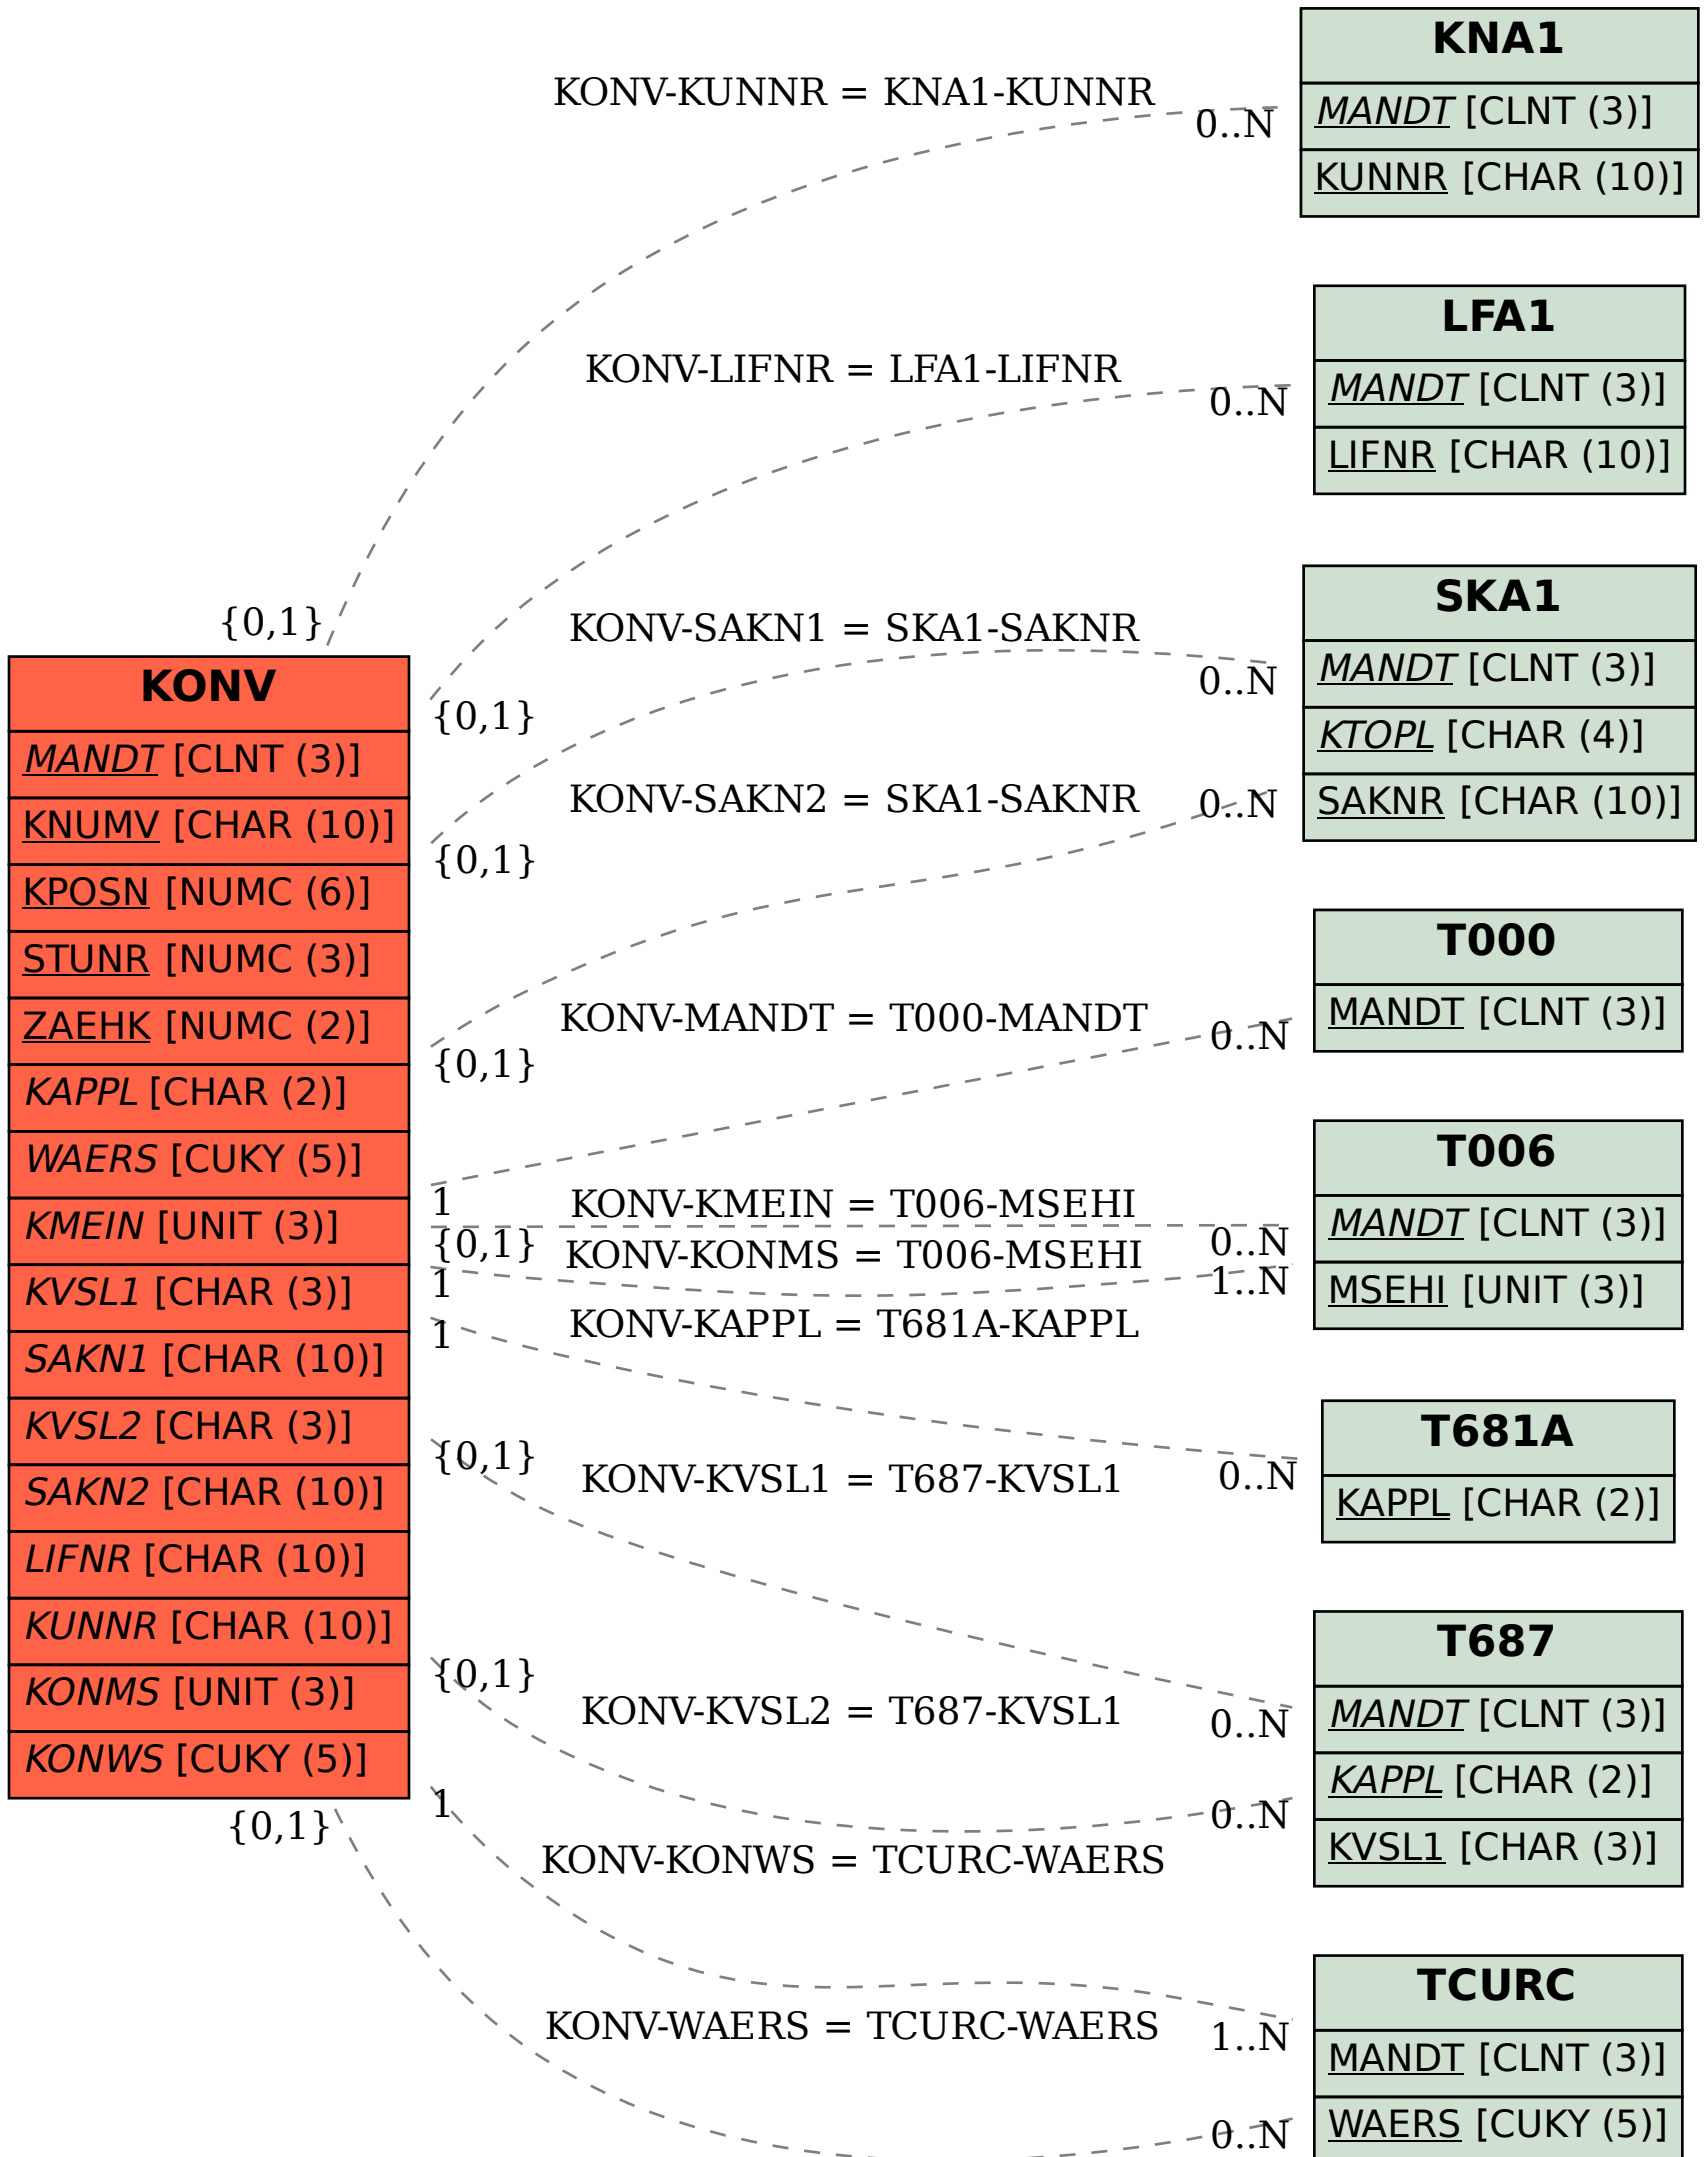 KNA1
MANDT [CLNT (3)]
KUNNR [CHAR (10)]
KONV-KUNNR = KNA1-KUNNR
0..N
{0,1}
LFA1
MANDT [CLNT (3)]
LIFNR [CHAR (10)]
KONV-LIFNR = LFA1-LIFNR
0..N
{0,1}
SKA1
MANDT [CLNT (3)]
KTOPL [CHAR (4)]
SAKNR [CHAR (10)]
KONV-SAKN1 = SKA1-SAKNR
0..N
{0,1}
KONV-SAKN2 = SKA1-SAKNR
0..N
{0,1}
KONV
MANDT [CLNT (3)]
KNUMV [CHAR (10)]
KPOSN [NUMC (6)]
STUNR [NUMC (3)]
ZAEHK [NUMC (2)]
KAPPL [CHAR (2)]
WAERS [CUKY (5)]
KMEIN [UNIT (3)]
KVSL1 [CHAR (3)]
SAKN1 [CHAR (10)]
KVSL2 [CHAR (3)]
SAKN2 [CHAR (10)]
LIFNR [CHAR (10)]
KUNNR [CHAR (10)]
KONMS [UNIT (3)]
KONWS [CUKY (5)]
T000
MANDT [CLNT (3)]
KONV-MANDT = T000-MANDT
0..N
1
T006
MANDT [CLNT (3)]
MSEHI [UNIT (3)]
KONV-KMEIN = T006-MSEHI
0..N
{0,1}
KONV-KONMS = T006-MSEHI
1..N
1
KONV-KAPPL = T681A-KAPPL
1
0..N
T681A
KAPPL [CHAR (2)]
KONV-KVSL1 = T687-KVSL1
{0,1}
0..N
T687
MANDT [CLNT (3)]
KAPPL [CHAR (2)]
KVSL1 [CHAR (3)]
KONV-KVSL2 = T687-KVSL1
{0,1}
0..N
KONV-KONWS = TCURC-WAERS
1
1..N
TCURC
MANDT [CLNT (3)]
WAERS [CUKY (5)]
KONV-WAERS = TCURC-WAERS
{0,1}
0..N